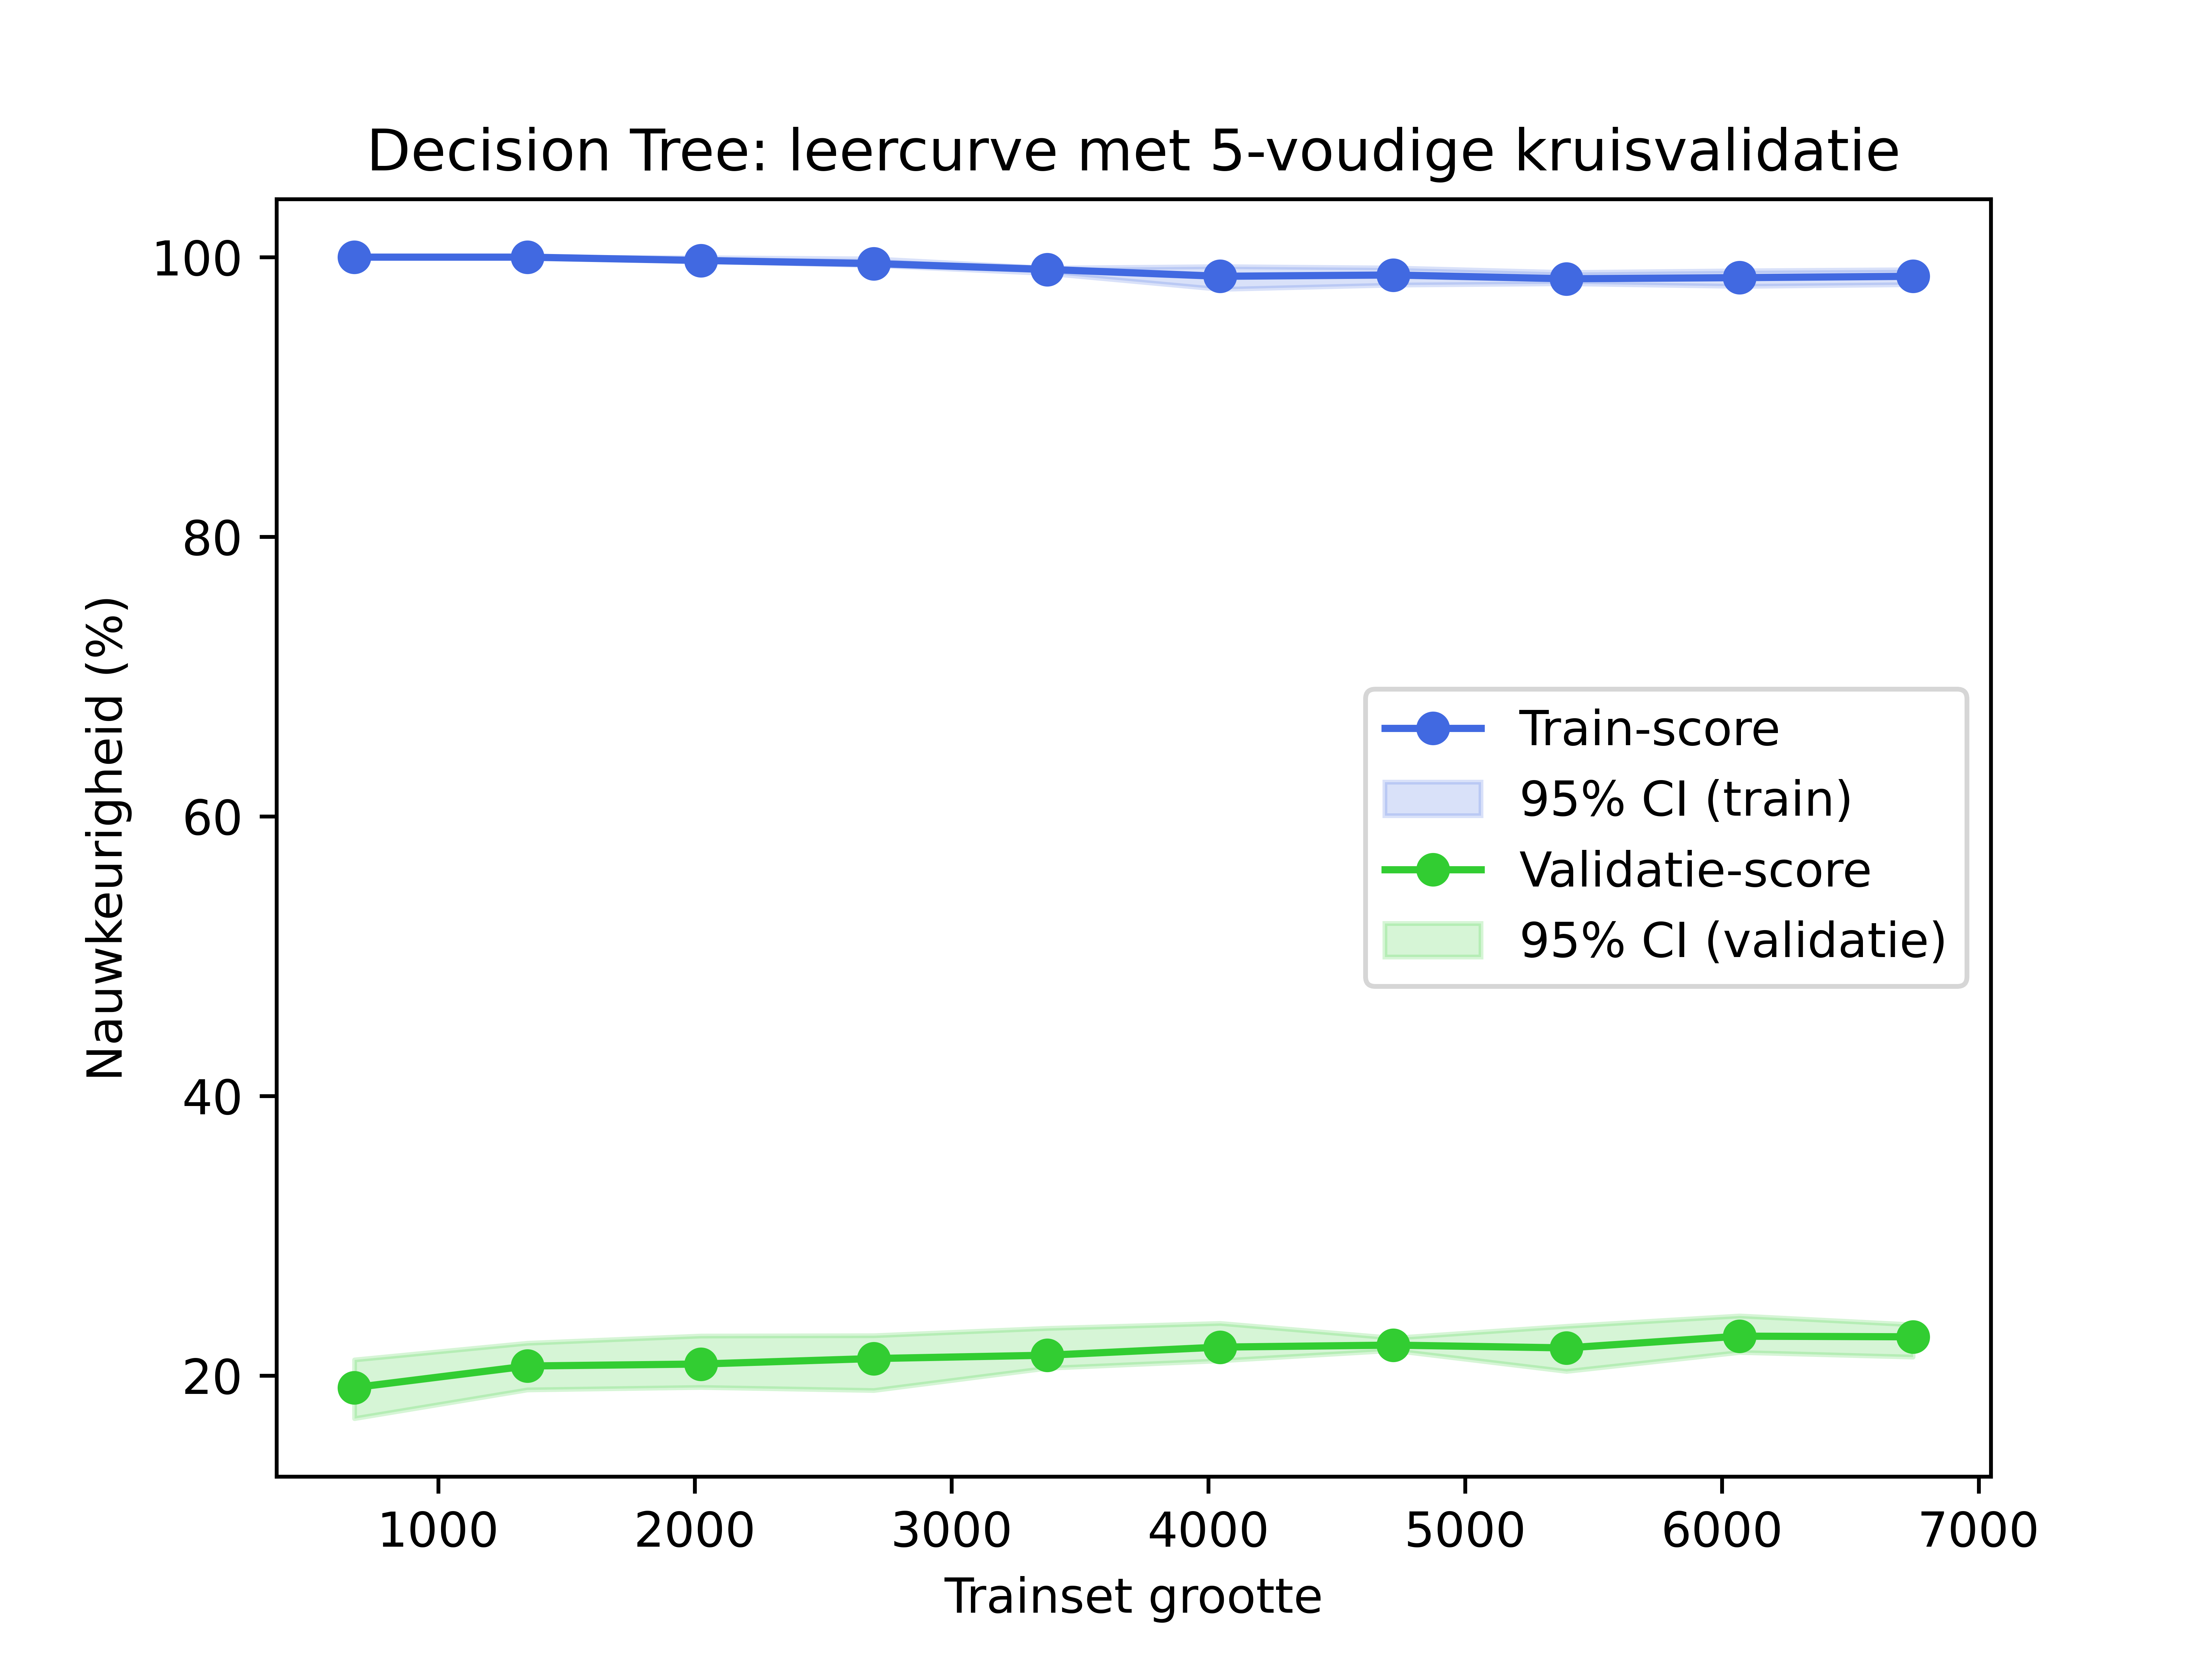 Decision Tree: leercurve met 5-voudige kruisvalidatie
Nauwkeurigheid (%)
100
80
60
40
20
Train-score
95% CI (train)
Validatie-score
95% CI (validatie)
1000 2000 3000 4000 5000 6000 7000
Trainset grootte